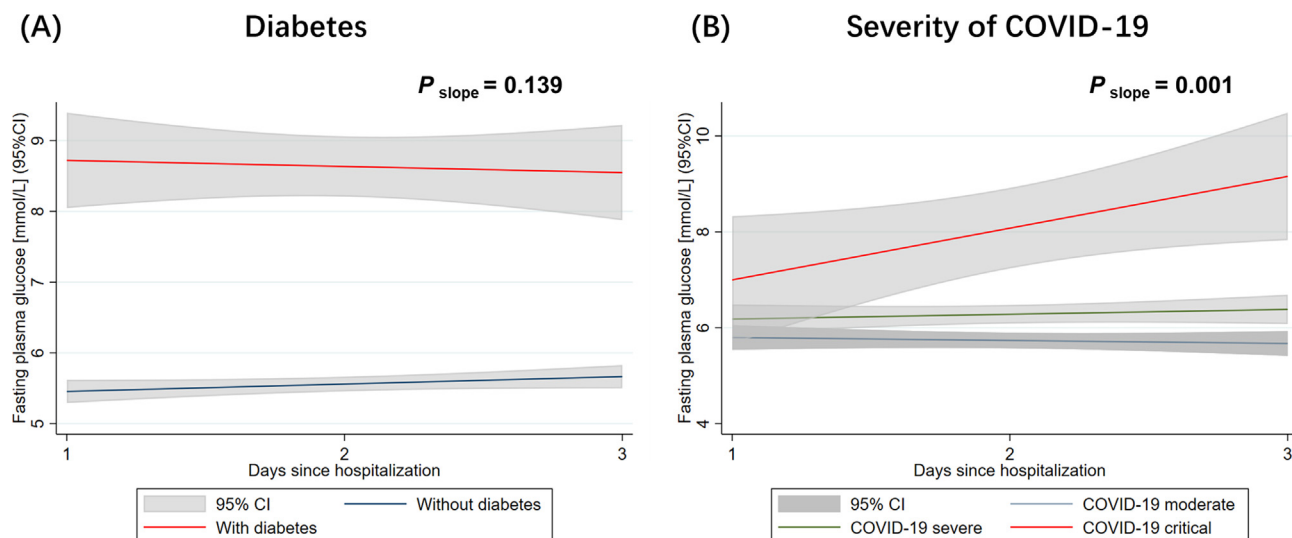 (A) Diabetes
P slope = 0.139
Fasting plasma glucose [mmol/L] (95%CI)
9
8
7
6
5
1 2 3
Days since hospitalization
95% CI Without diabetes
With diabetes
(B) Severity of COVID-19
P slope = 0.001
Fasting plasma glucose [mmol/L] (95%CI)
10
8
6
4
1 2 3
Days since hospitalization
95% CI COVID-19 moderate
COVID-19 severe COVID-19 critical